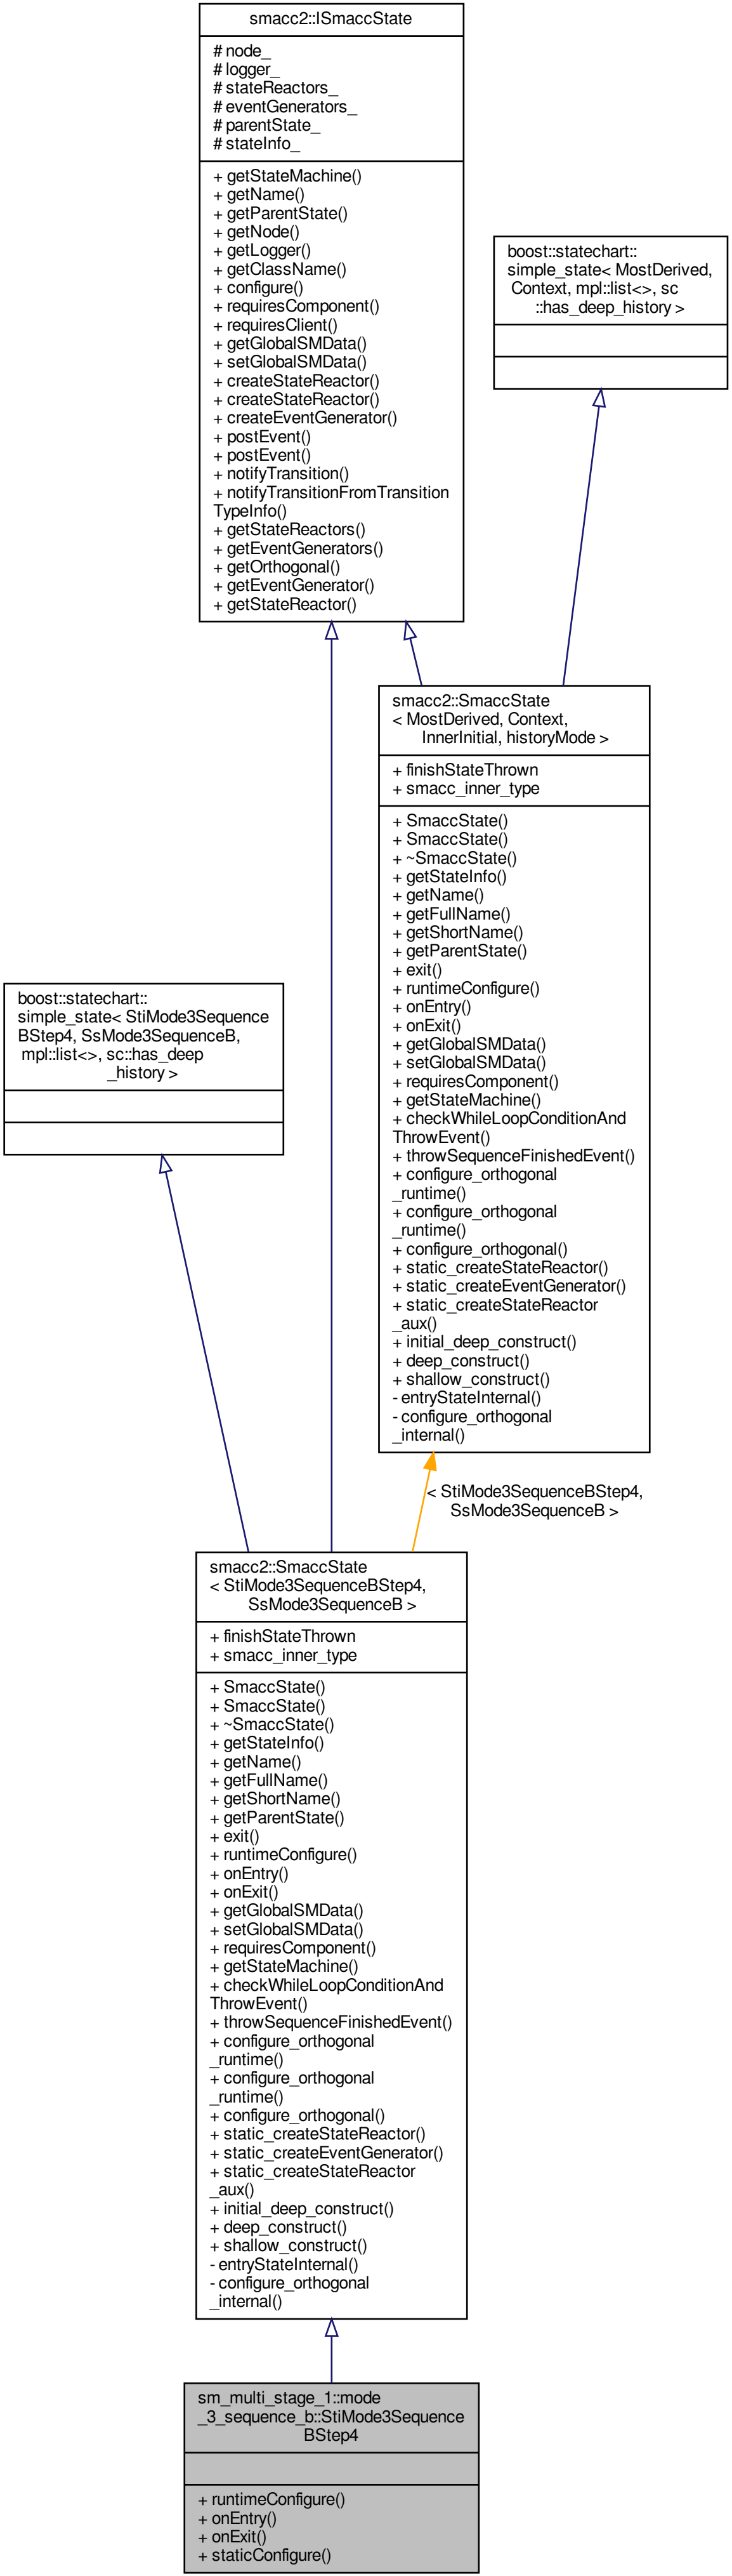 smacc2::ISmaccState
# node_
# logger_
# stateReactors_
# eventGenerators_
# parentState_
# stateInfo_
+ getStateMachine()
+ getName()
+ getParentState()
+ getNode()
+ getLogger()
+ getClassName()
+ configure()
+ requiresComponent()
+ requiresClient()
+ getGlobalSMData()
+ setGlobalSMData()
+ createStateReactor()
+ createStateReactor()
+ createEventGenerator()
+ postEvent()
+ postEvent()
+ notifyTransition()
+ notifyTransitionFromTransition
TypeInfo()
+ getStateReactors()
+ getEventGenerators()
+ getOrthogonal()
+ getEventGenerator()
+ getStateReactor()
boost::statechart::
simple_state< MostDerived,
Context, mpl::list<>, sc
::has_deep_history >
smacc2::SmaccState
< MostDerived, Context,
InnerInitial, historyMode >
+ finishStateThrown
+ smacc_inner_type
+ SmaccState()
+ SmaccState()
+ ~SmaccState()
+ getStateInfo()
+ getName()
+ getFullName()
+ getShortName()
+ getParentState()
+ exit()
+ runtimeConfigure()
+ onEntry()
+ onExit()
+ getGlobalSMData()
+ setGlobalSMData()
+ requiresComponent()
+ getStateMachine()
+ checkWhileLoopConditionAnd
ThrowEvent()
+ throwSequenceFinishedEvent()
+ configure_orthogonal
_runtime()
+ configure_orthogonal
_runtime()
+ configure_orthogonal()
+ static_createStateReactor()
+ static_createEventGenerator()
+ static_createStateReactor
_aux()
+ initial_deep_construct()
+ deep_construct()
+ shallow_construct()
- entryStateInternal()
- configure_orthogonal
_internal()
boost::statechart::
simple_state< StiMode3Sequence
BStep4, SsMode3SequenceB,
mpl::list<>, sc::has_deep
_history >
< StiMode3SequenceBStep4,
SsMode3SequenceB >
smacc2::SmaccState
< StiMode3SequenceBStep4,
SsMode3SequenceB >
+ finishStateThrown
+ smacc_inner_type
+ SmaccState()
+ SmaccState()
+ ~SmaccState()
+ getStateInfo()
+ getName()
+ getFullName()
+ getShortName()
+ getParentState()
+ exit()
+ runtimeConfigure()
+ onEntry()
+ onExit()
+ getGlobalSMData()
+ setGlobalSMData()
+ requiresComponent()
+ getStateMachine()
+ checkWhileLoopConditionAnd
ThrowEvent()
+ throwSequenceFinishedEvent()
+ configure_orthogonal
_runtime()
+ configure_orthogonal
_runtime()
+ configure_orthogonal()
+ static_createStateReactor()
+ static_createEventGenerator()
+ static_createStateReactor
_aux()
+ initial_deep_construct()
+ deep_construct()
+ shallow_construct()
- entryStateInternal()
- configure_orthogonal
_internal()
sm_multi_stage_1::mode
_3_sequence_b::StiMode3Sequence
BStep4
+ runtimeConfigure()
+ onEntry()
+ onExit()
+ staticConfigure()